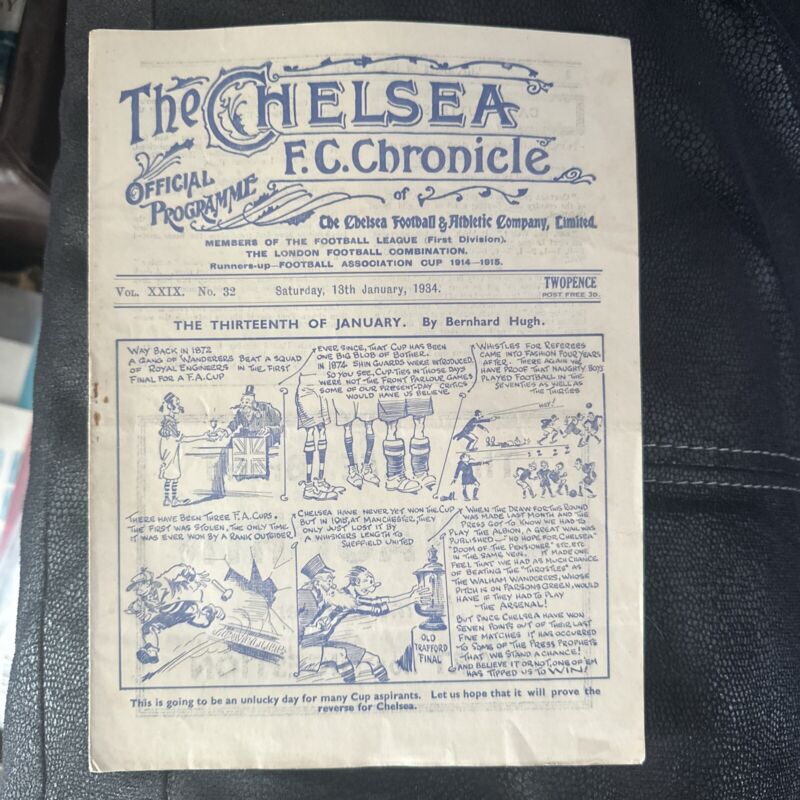 The CHELSEA
F.C. Chronicle
OFFICIAL
PROGRAMME
of
The Chelsea Football & Athletic Company, Limited.
MEMBERS OF THE FOOTBALL LEAGUE (First Division).
THE LONDON FOOTBALL COMBINATION.
Runners-up—FOOTBALL ASSOCIATION CUP 1914—1915.
VOL. XXIX. No. 32
Saturday, 13th January, 1934.
TWOPENCE
POST FREE 3D.
THE THIRTEENTH OF JANUARY. By Bernhard Hugh.
WAY BACK IN 1872
A GANG OF WANDERERS BEAT A SQUAD
OF ROYAL ENGINEERS IN THE FIRST
FINAL FOR A F.A. CUP
EVER SINCE, THAT CUP HAS BEEN
ONE BIG BLOB OF BOTHER.
IN 1874 SHIN GUARDS WERE INTRODUCED,
SO YOU SEE, CUP-TIES IN THOSE DAYS
WERE NOT THE FRONT PARLOUR GAMES
SOME OF OUR PRESENT-DAY CRITICS
WOULD HAVE US BELIEVE
WHISTLES FOR REFEREES
CAME INTO FASHION FOUR YEARS
AFTER. THERE AGAIN WE
HAVE PROOF THAT NAUGHTY BOYS
PLAYED FOOTBALL IN THE
SEVENTIES AS WELL AS
THE THIRTIES
HOY!
? ? ? ?
THERE HAVE BEEN THREE F.A. CUPS.
THE FIRST WAS STOLEN, THE ONLY TIME
IT WAS EVER WON BY A RANK OUTSIDER
CHELSEA HAVE NEVER YET WON THE CUP
BUT IN 1915, AT MANCHESTER, THEY
ONLY JUST LOST IT BY
A WHISKERS LENGTH TO
SHEFFIELD UNITED
OLD
TRAFFORD
FINAL
WHEN THE DRAW FOR THIS ROUND
WAS MADE LAST MONTH AND THE
PRESS GOT TO KNOW WE HAD TO
PLAY THE ALBION, A GREAT WAIL WAS
PUBLISHED—"NO HOPE FOR CHELSEA"
"DOOM OF THE PENSIONER" ETC. ETC
IN THE SAME VEIN. IT MADE ONE
FEEL THAT WE HAD AS MUCH CHANCE
OF BEATING THE "THROSTLES" AS
THE WALHAM WANDERERS, WHOSE
PITCH IS ON PARSONS GREEN, WOULD
HAVE IF THEY HAD TO PLAY
THE ARSENAL!
BUT SINCE CHELSEA HAVE WON
SEVEN POINTS OUT OF THEIR LAST
FIVE MATCHES IT HAS OCCURRED
TO SOME OF THE PRESS PROPHETS
THAT WE STAND A CHANCE!
AND BELIEVE IT OR NOT, ONE OF 'EM
HAS TIPPED US TO WIN!
This is going to be an unlucky day for many Cup aspirants. Let us hope that it will prove the
reverse for Chelsea.